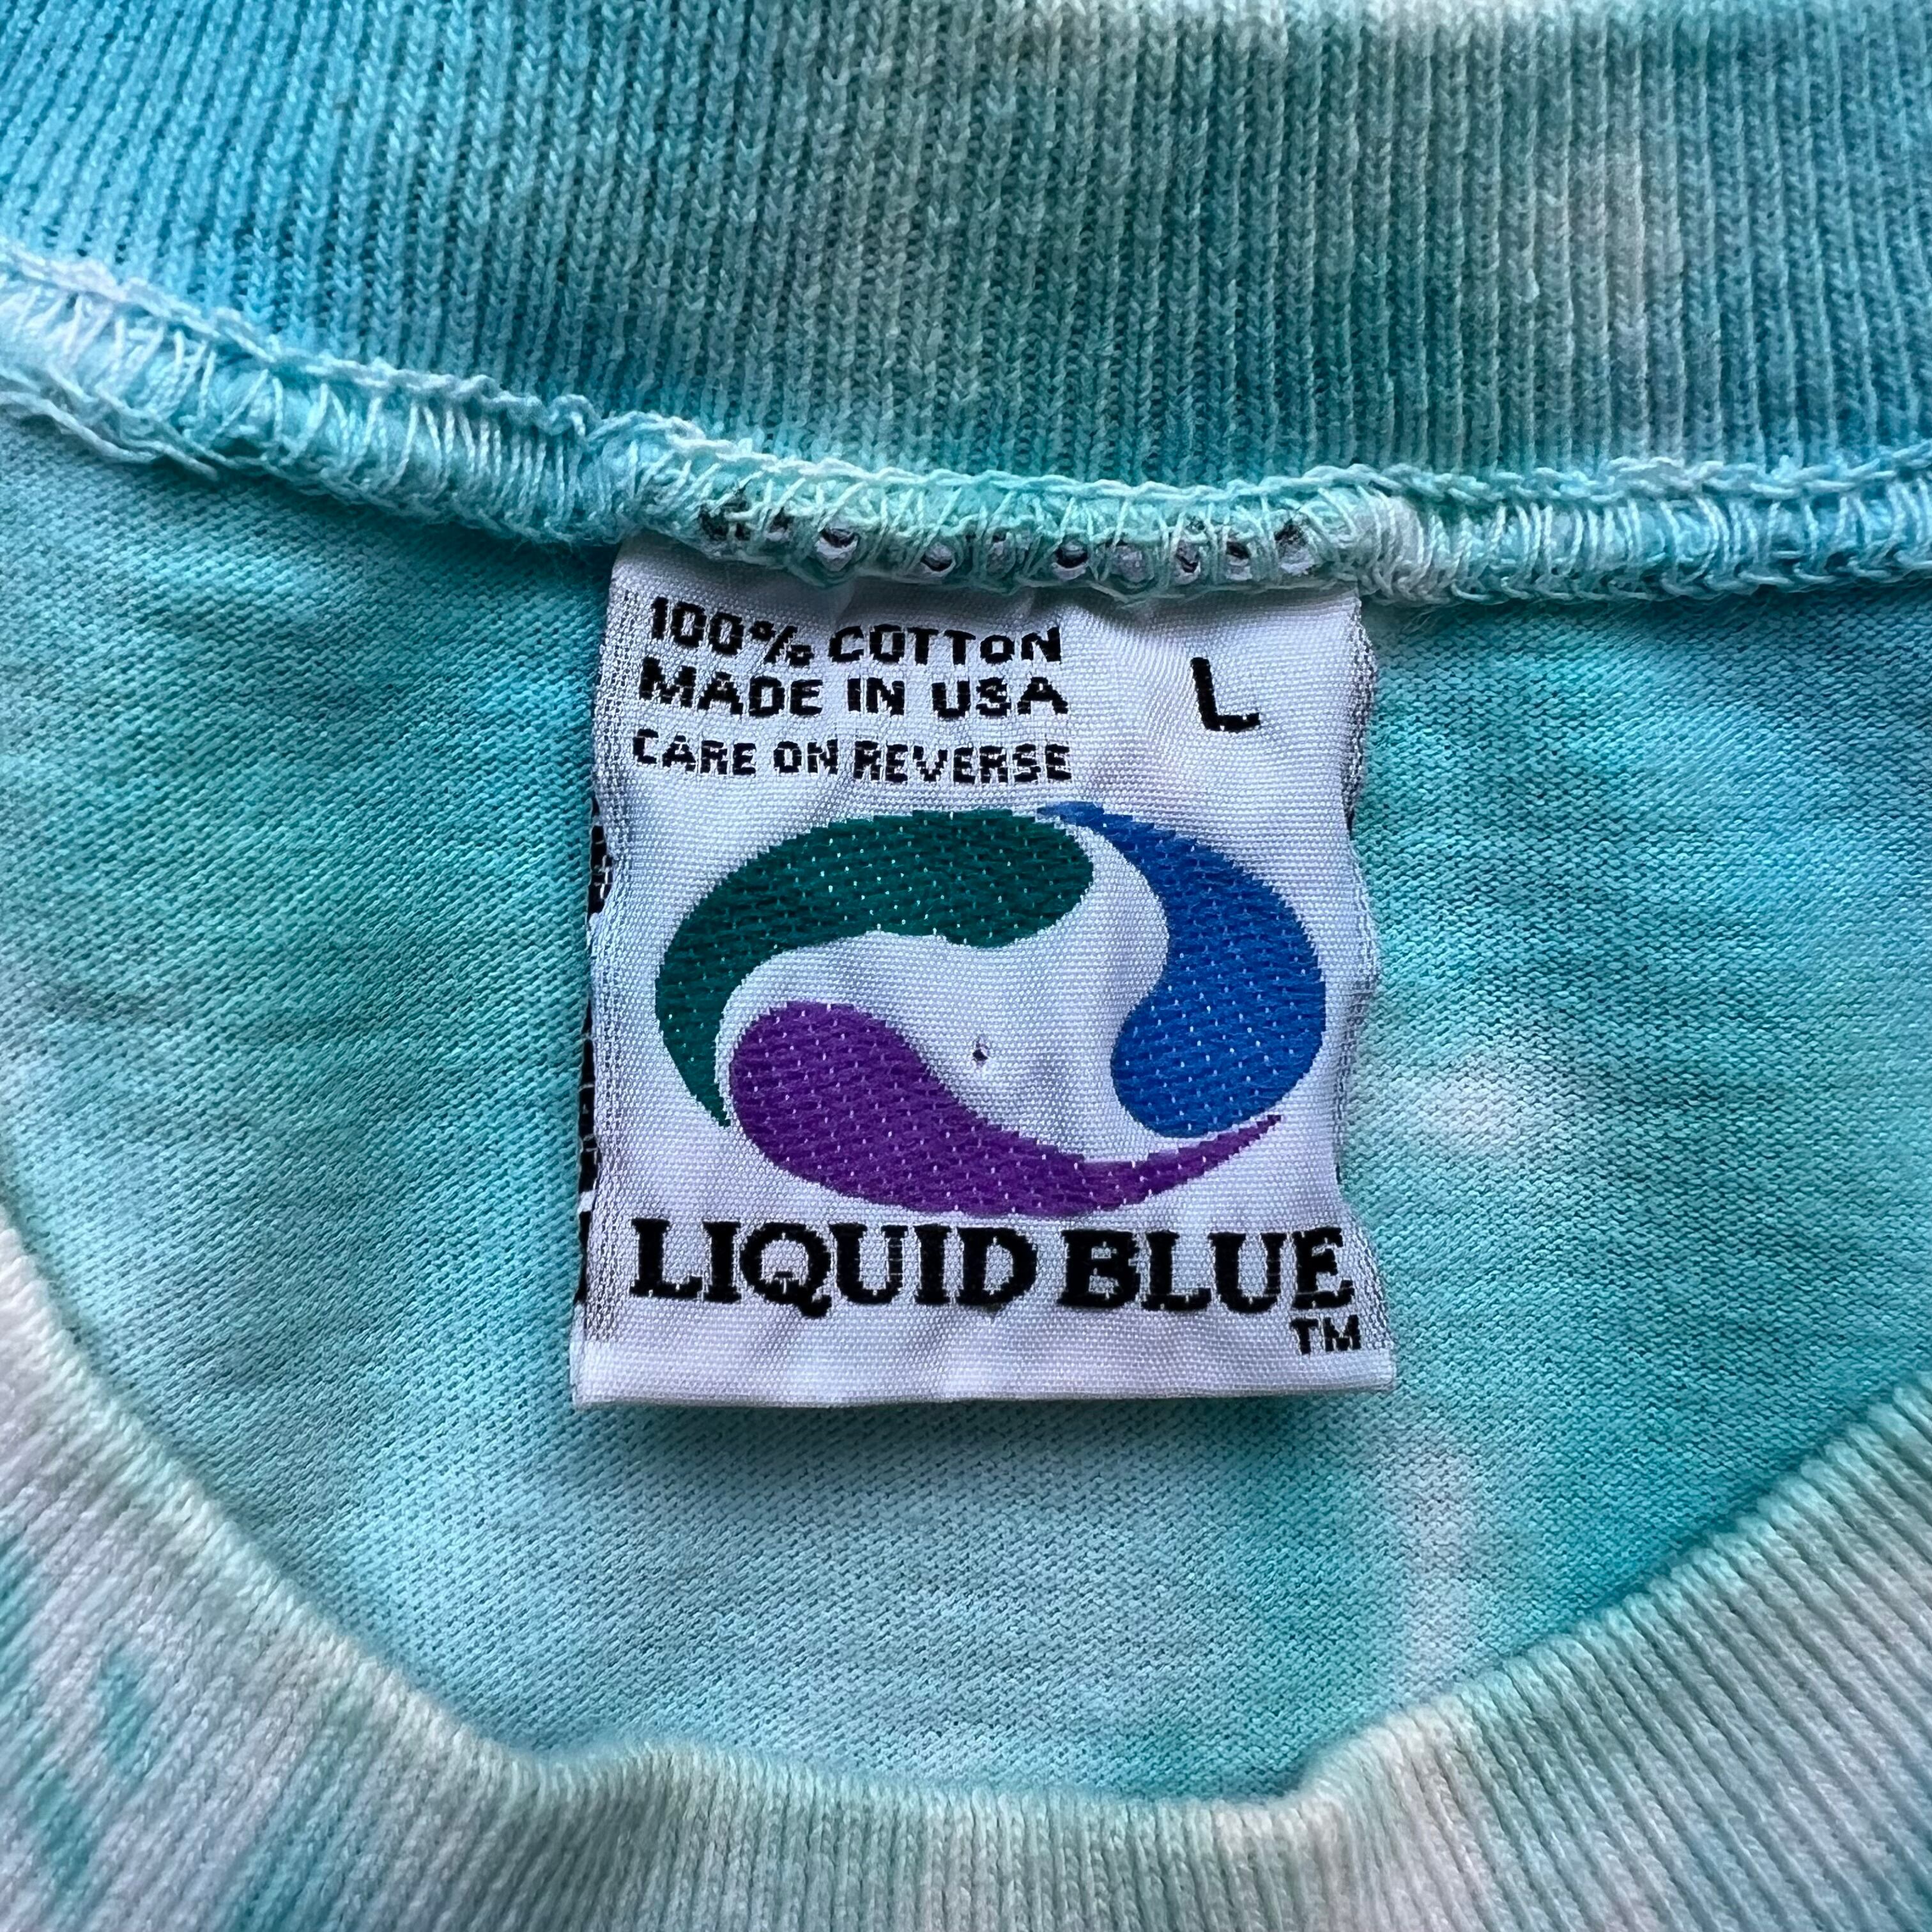 100% COTTON
MADE IN USA
L
CARE ON REVERSE
LIQUID BLUE
TM